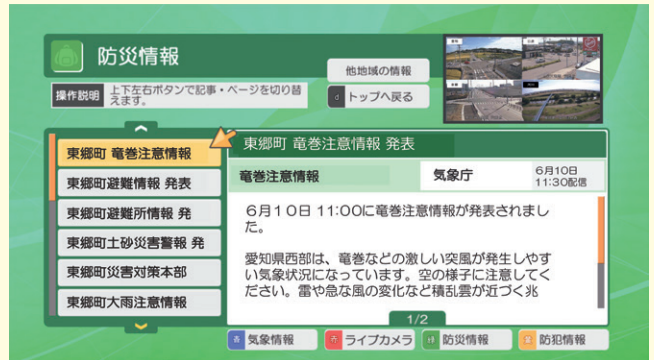 防災情報
他地域の情報
操作説明 上下左右ボタンで記事・ページを切り替えます。
d トップへ戻る
東郷町 竜巻注意情報
東郷町避難情報 発表
東郷町避難所情報 発
東郷町土砂災害警報 発
東郷町災害対策本部
東郷町大雨注意情報
東郷町 竜巻注意情報 発表
竜巻注意情報 気象庁 6月10日
11:30配信
6月10日 11:00に竜巻注意情報が発表されまし
た。
愛知県西部は、竜巻などの激しい突風が発生しやす
い気象状況になっています。空の様子に注意してく
ださい。雷や急な風の変化など積乱雲が近づく兆
1/2
青 気象情報 赤 ライブカメラ 緑 防災情報 黄 防犯情報